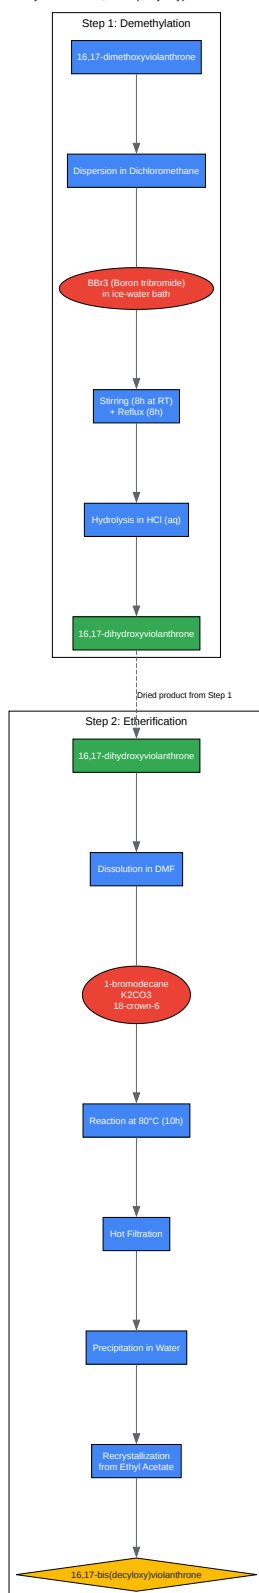 Step 1: Demethylation
16,17-dimethoxyviolanthrone
Dispersion in Dichloromethane
BBr3 (Boron tribromide)
in ice-water bath
Stirring (8h at RT)
+ Reflux (8h)
Hydrolysis in HCl (aq)
16,17-dihydroxyviolanthrone
Dried product from Step 1
Step 2: Etherification
16,17-dihydroxyviolanthrone
Dissolution in DMF
1-bromodecane
K2CO3
18-crown-6
Reaction at 80°C (10h)
Hot Filtration
Precipitation in Water
Recrystallization
from Ethyl Acetate
16,17-bis(decyloxy)violanthrone